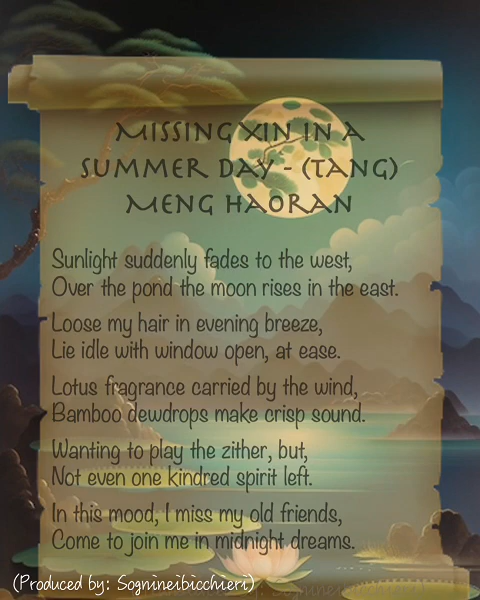 Missing Xin in a
Summer Day - (Tang)
Meng Haoran
Sunlight suddenly fades to the west,
Over the pond the moon rises in the east.
Loose my hair in evening breeze,
Lie idle with window open, at ease.
Lotus fragrance carried by the wind,
Bamboo dewdrops make crisp sound.
Wanting to play the zither, but,
Not even one kindred spirit left.
In this mood, I miss my old friends,
Come to join me in midnight dreams.
(Produced by: Sognineibicchieri)